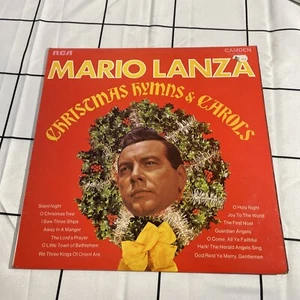 RCA
CAMDEN
MARIO LANZA
CHRISTMAS HYMNS & CAROLS
Silent Night
O Christmas Tree
I Saw Three Ships
Away In A Manger
The Lord's Prayer
O Little Town of Bethlehem
We Three Kings Of Orient Are
O Holy Night
Joy To The World
The First Noel
Guardian Angels
O Come, All Ye Faithful
Hark! The Herald Angels Sing
God Rest Ye Merry, Gentlemen